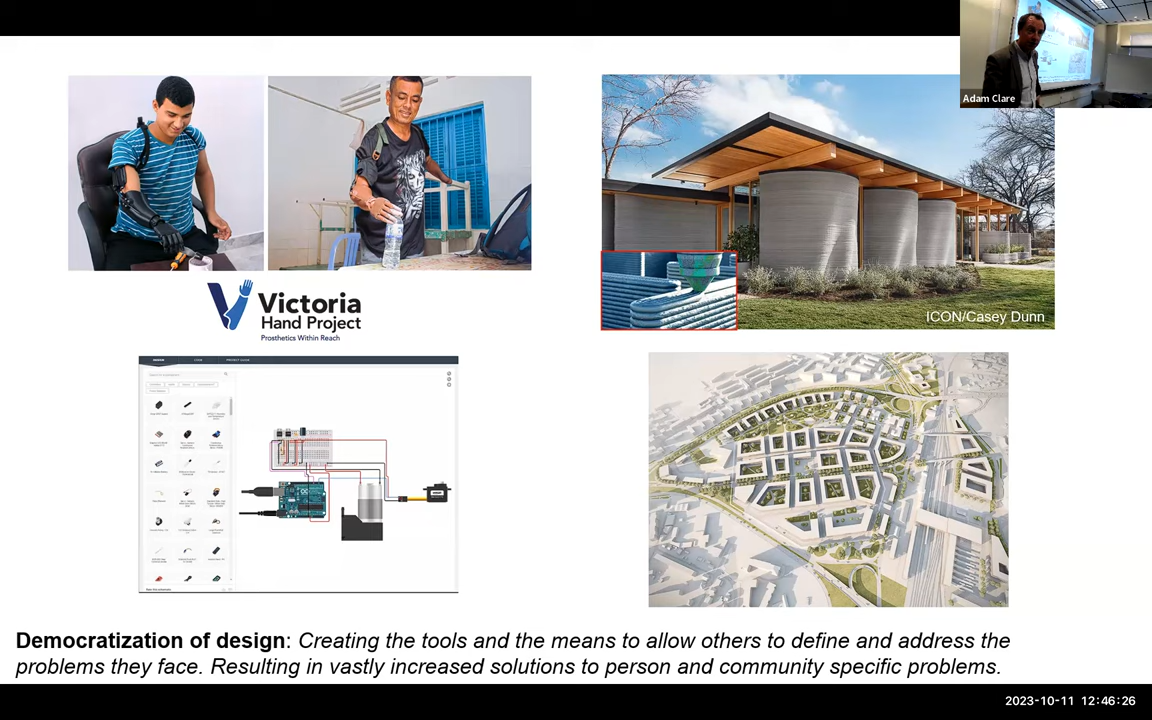 Adam Clare
ICON/Casey Dunn
Victoria
Hand Project
Prosthetics Within Reach
Democratization of design: Creating the tools and the means to allow others to define and address the
problems they face. Resulting in vastly increased solutions to person and community specific problems.
2023-10-11 12:46:26